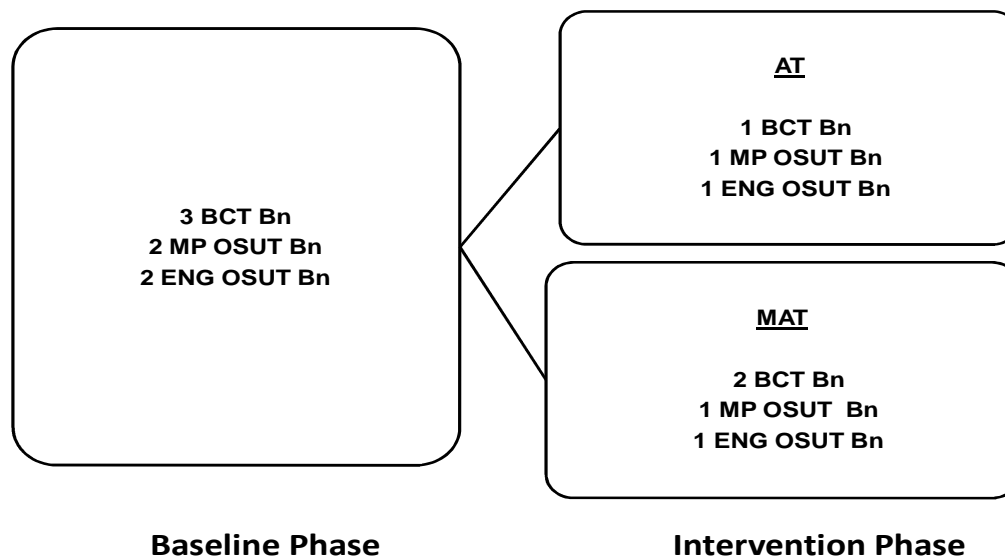 3 BCT Bn
2 MP OSUT Bn
2 ENG OSUT Bn
AT
1 BCT Bn
1 MP OSUT Bn
1 ENG OSUT Bn
MAT
2 BCT Bn
1 MP OSUT  Bn
1 ENG OSUT Bn
Baseline Phase
Intervention Phase